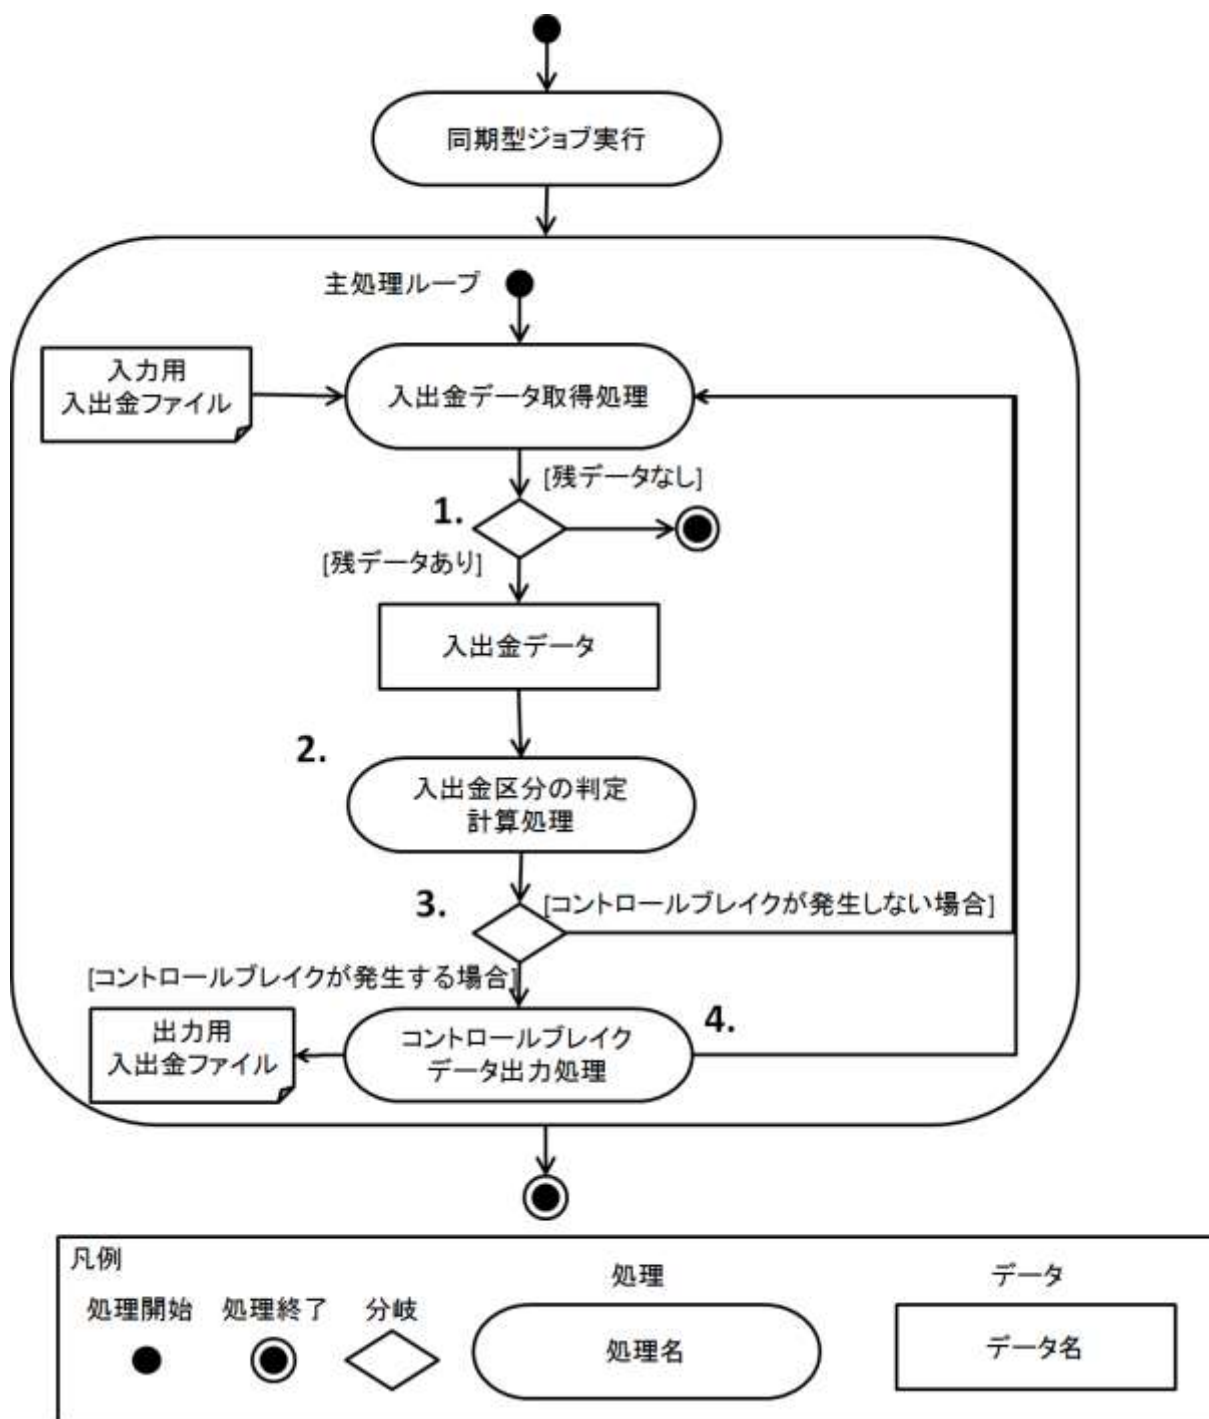 同期型ジョブ実行
主処理ループ
入力用
入出金ファイル
入出金データ取得処理
[残データなし]
1.
[残データあり]
入出金データ
2.
入出金区分の判定
計算処理
3.
[コントロールブレイクが発生しない場合]
[コントロールブレイクが発生する場合]
出力用
入出金ファイル
コントロールブレイク
データ出力処理
4.
凡例
処理開始
処理終了
分岐
処理
データ
処理名
データ名